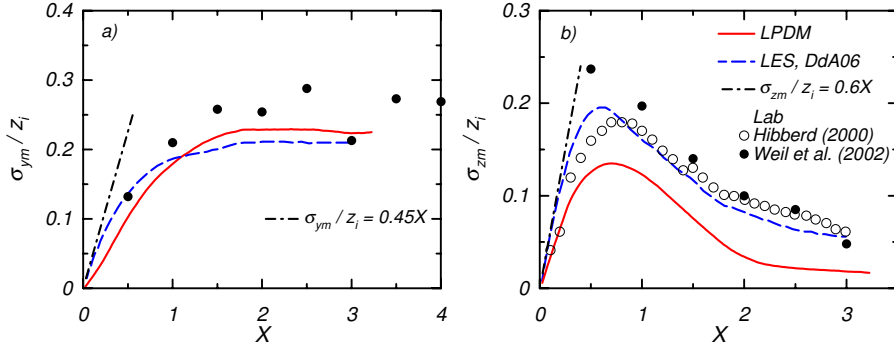 0.3
0.2
0.1
0
σym / zi
a)
σym / zi = 0.45X
0 1 2 3 4
X
0.3
0.2
0.1
0
σzm / zi
b)
LPDM
LES, DdA06
σzm / zi = 0.6X
Lab
Hibberd (2000)
Weil et al. (2002)
0 1 2 3
X